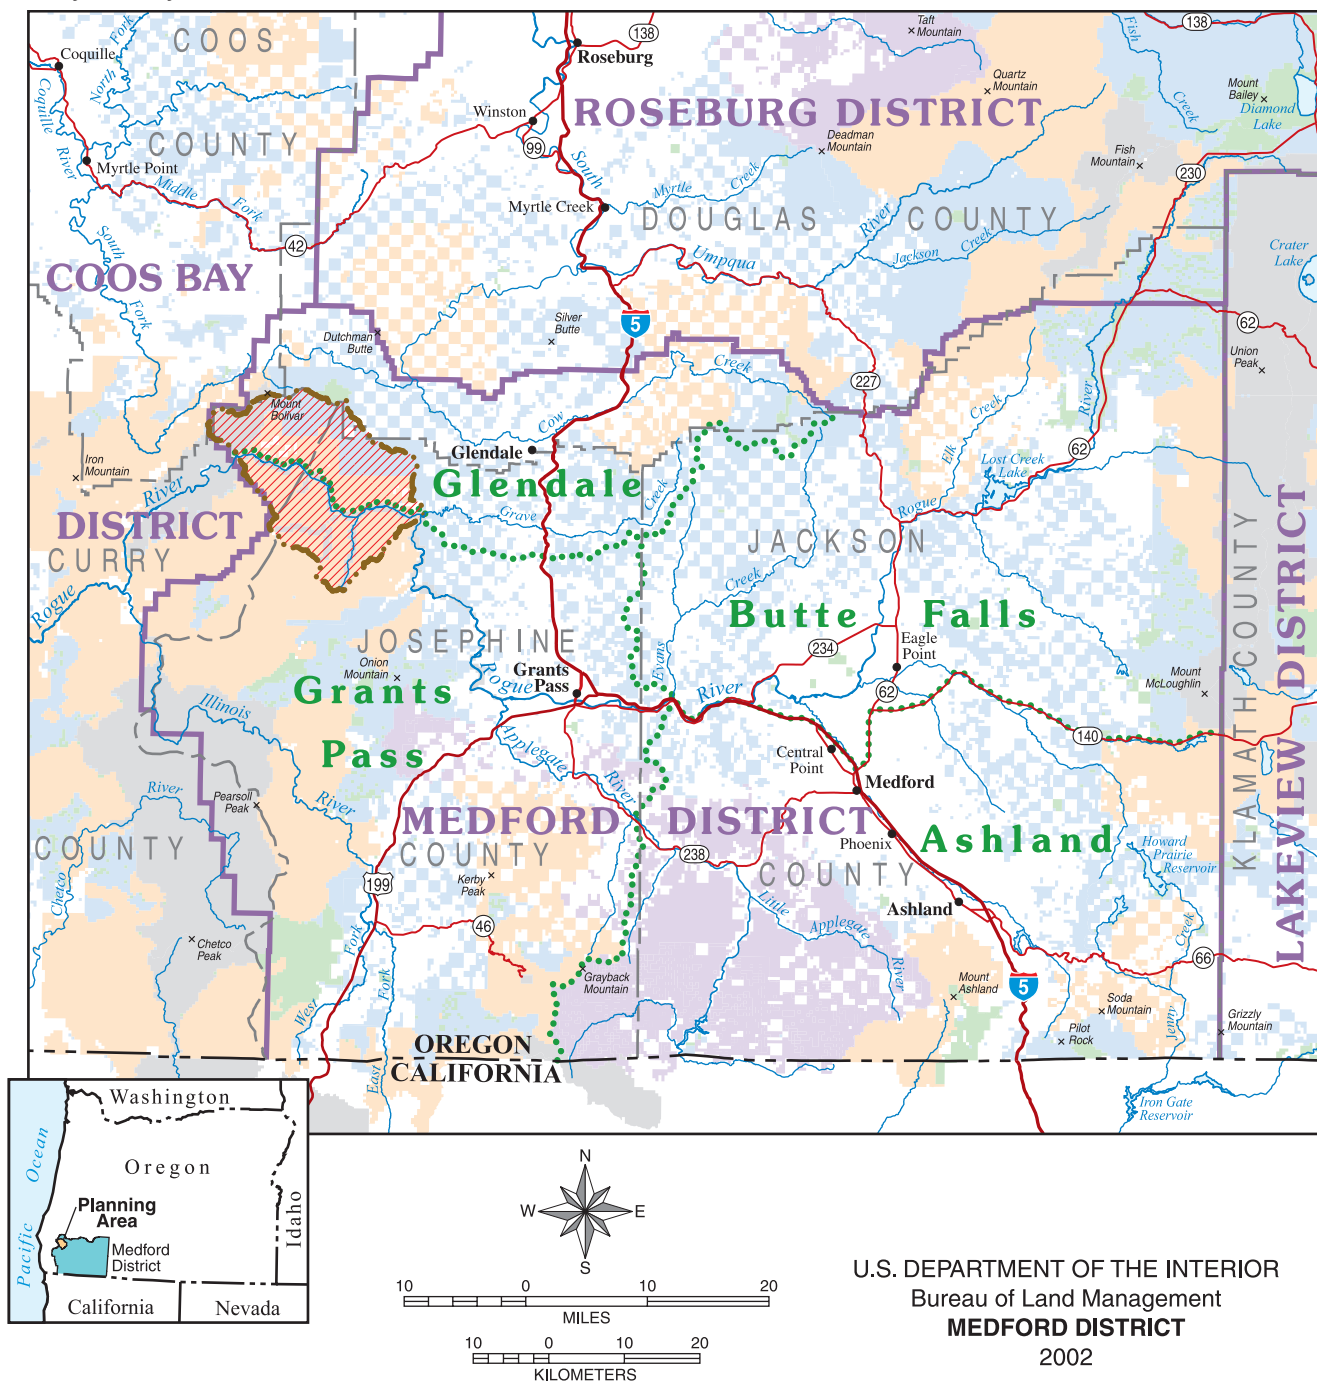 COOS
COUNTY
Coquille
North
Fork
Coquille
River
Myrtle Point
Middle
Fork
South
Fork
42
COOS BAY
DISTRICT
138
Roseburg
Winston
99
South
Myrtle Creek
Myrtle
Creek
Umpqua
River
ROSEBURG DISTRICT
DOUGLAS
COUNTY
Taft
Mountain
Quartz
Mountain
Deadman
Mountain
Fish
Creek
138
Mount
Bailey
Diamond
Lake
Fish
Mountain
230
Jackson
Creek
Crater
Lake
62
Union
Peak
Dutchman
Butte
Silver
Butte
5
Creek
Cow
227
Mount
Bolivar
Iron
Mountain
River
Rogue
CURRY
COUNTY
Glendale
Glendale
Grave
Creek
Elk
Creek
River
62
Lost Creek
Lake
Rogue
JACKSON
COUNTY
Creek
Evans
Butte Falls
234
Eagle
Point
62
JOSEPHINE
COUNTY
Onion
Mountain
Grants
Pass
Grants
Pass
Rogue
River
Illinois
River
Applegate
River
Mount
McLoughlin
140
KLAMATH COUNTY
LAKEVIEW DISTRICT
Central
Point
Medford
Phoenix
Ashland
Ashland
MEDFORD DISTRICT
238
Pearsoll
Peak
River
Chetco
Chetco
Peak
199
Kerby
Peak
46
West
Fork
East
Fork
Grayback
Mountain
Little
Applegate
River
Howard
Prairie
Reservoir
Creek
Jenny
66
Mount
Ashland
5
Soda
Mountain
Pilot
Rock
Grizzly
Mountain
Iron Gate
Reservoir
OREGON
CALIFORNIA
Washington
Oregon
Pacific Ocean
Idaho
Planning
Area
Medford
District
California
Nevada
N
W
E
S
10 0 10 20
MILES
10 0 10 20
KILOMETERS
U.S. DEPARTMENT OF THE INTERIOR
Bureau of Land Management
MEDFORD DISTRICT
2002